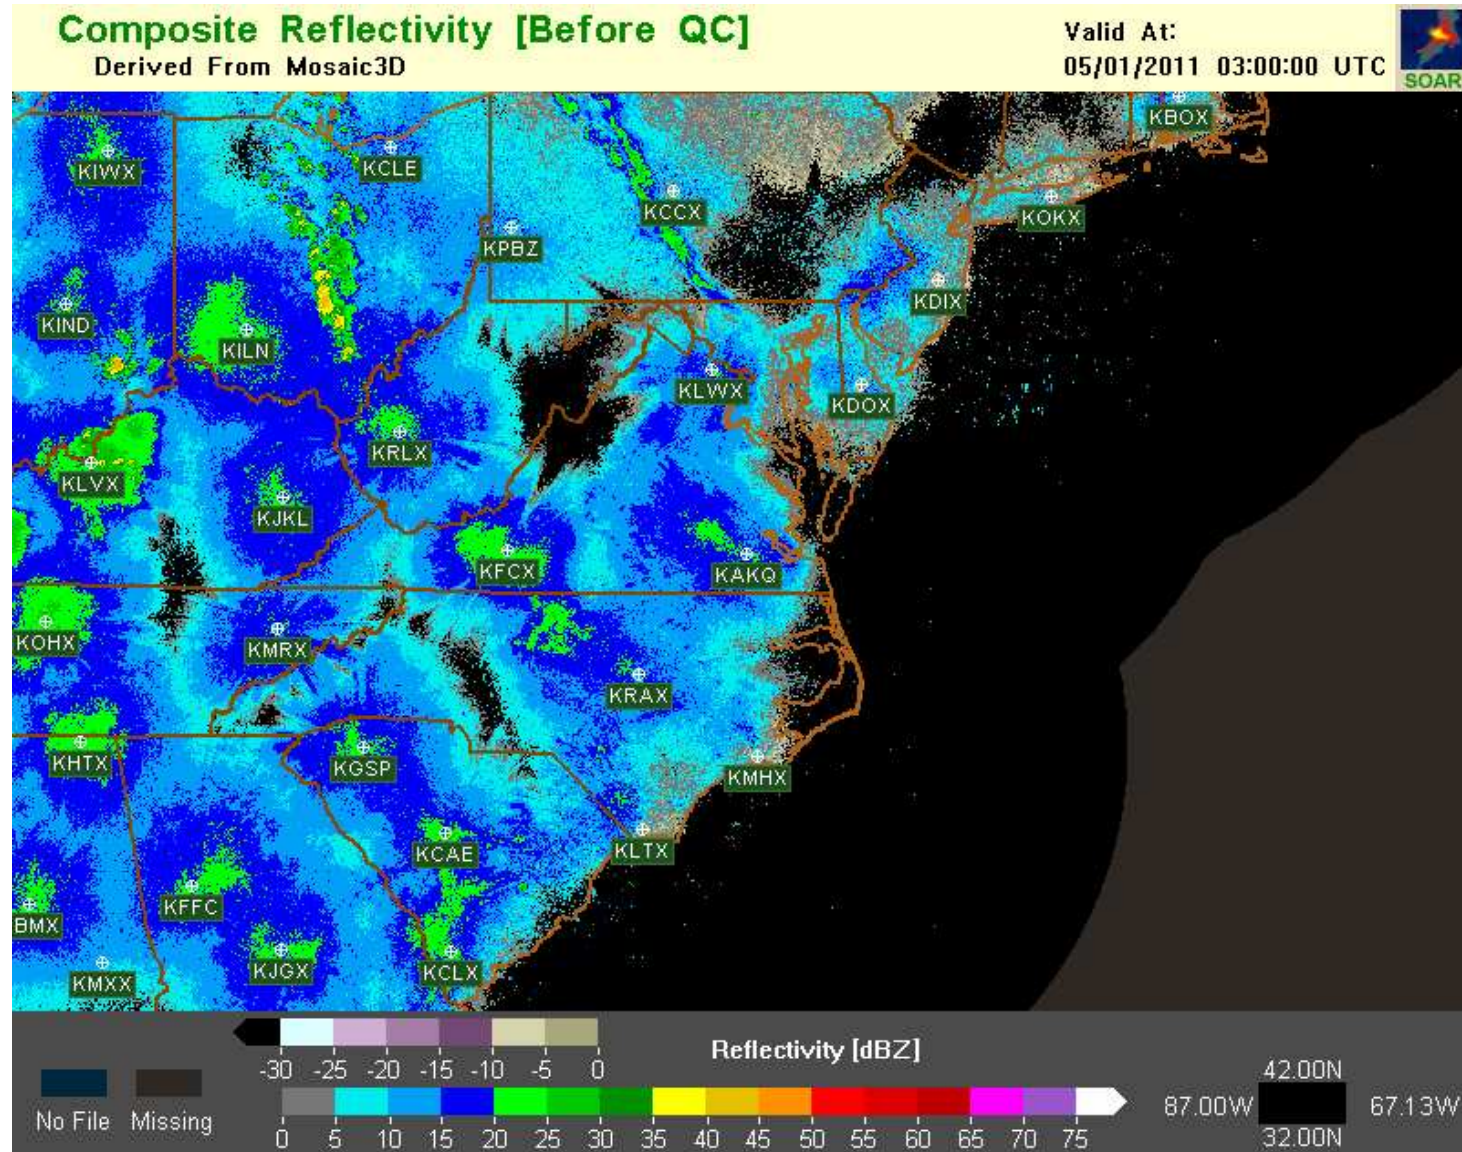 Composite Reflectivity [Before QC]
Derived From Mosaic3D
Valid At:
05/01/2011 03:00:00 UTC
SOAR
KBOX
KIWX
KCLE
KCCX
KOKX
KPBZ
KDIX
KIND
KILN
KLWX
KDOX
KRLX
KLVX
KJKL
KFCX
KAKQ
KOHX
KMRX
KRAX
KHTX
KGSP
KMHX
KCAE
KLTX
KFFC
BMX
KJGX
KCLX
KMXX
-30 -25 -20 -15 -10 -5 0
Reflectivity [dBZ]
No File Missing
0 5 10 15 20 25 30 35 40 45 50 55 60 65 70 75
42.00N
87.00W 67.13W
32.00N